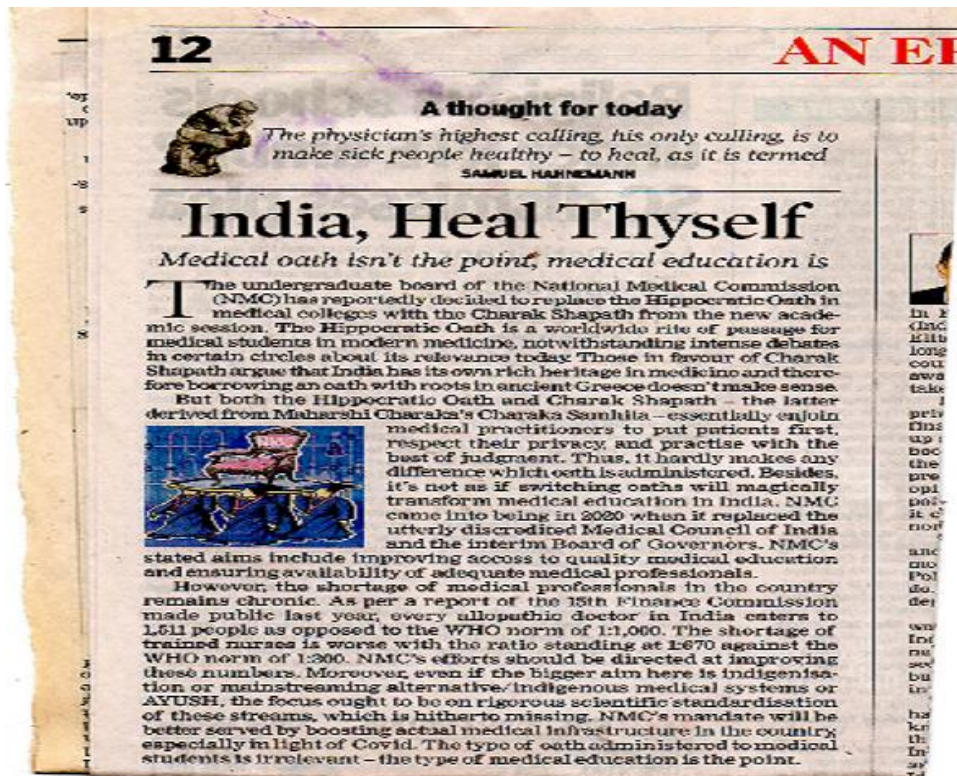 12
AN
A thought for today
The physician's highest calling, his only calling, is to
make sick people healthy – to heal, as it is termed
SAMUEL HAHNEMANN
India, Heal Thyself
Medical oath isn't the point, medical education is
The undergraduate board of the National Medical Commission
(NMC) has reportedly decided to replace the Hippocratic Oath in
medical colleges with the Charak Shapath from the new acade-
mic session. The Hippocratic Oath is a worldwide rite of passage for
medical students in modern medicine, notwithstanding intense debates
in certain circles about its relevance today. Those in favour of Charak
Shapath argue that India has its own rich heritage in medicine and there-
fore borrowing an oath with roots in ancient Greece doesn't make sense.
But both the Hippocratic Oath and Charak Shapath – the latter
derived from Maharshi Charaka's Charaka Samhita – essentially enjoin
medical practitioners to put patients first,
respect their privacy, and practise with the
best of judgment. Thus, it hardly makes any
difference which oath is administered. Besides,
it's not as if switching oaths will magically
transform medical education in India. NMC
came into being in 2020 when it replaced the
utterly discredited Medical Council of India
and the interim Board of Governors. NMC's
stated aims include improving access to quality medical education
and ensuring availability of adequate medical professionals.
However, the shortage of medical professionals in the country
remains chronic. As per a report of the 15th Finance Commission
made public last year, every allopathic doctor in India caters to
1,511 people as opposed to the WHO norm of 1:1,000. The shortage of
trained nurses is worse with the ratio standing at 1:670 against the
WHO norm of 1:300. NMC's efforts should be directed at improving
these numbers. Moreover, even if the bigger aim here is indigenisa-
tion or mainstreaming alternative/indigenous medical systems or
AYUSH, the focus ought to be on rigorous scientific standardisation
of these streams, which is hitherto missing. NMC's mandate will be
better served by boosting actual medical infrastructure in the country
especially in light of Covid. The type of oath administered to medical
students is irrelevant – the type of medical education is the point.